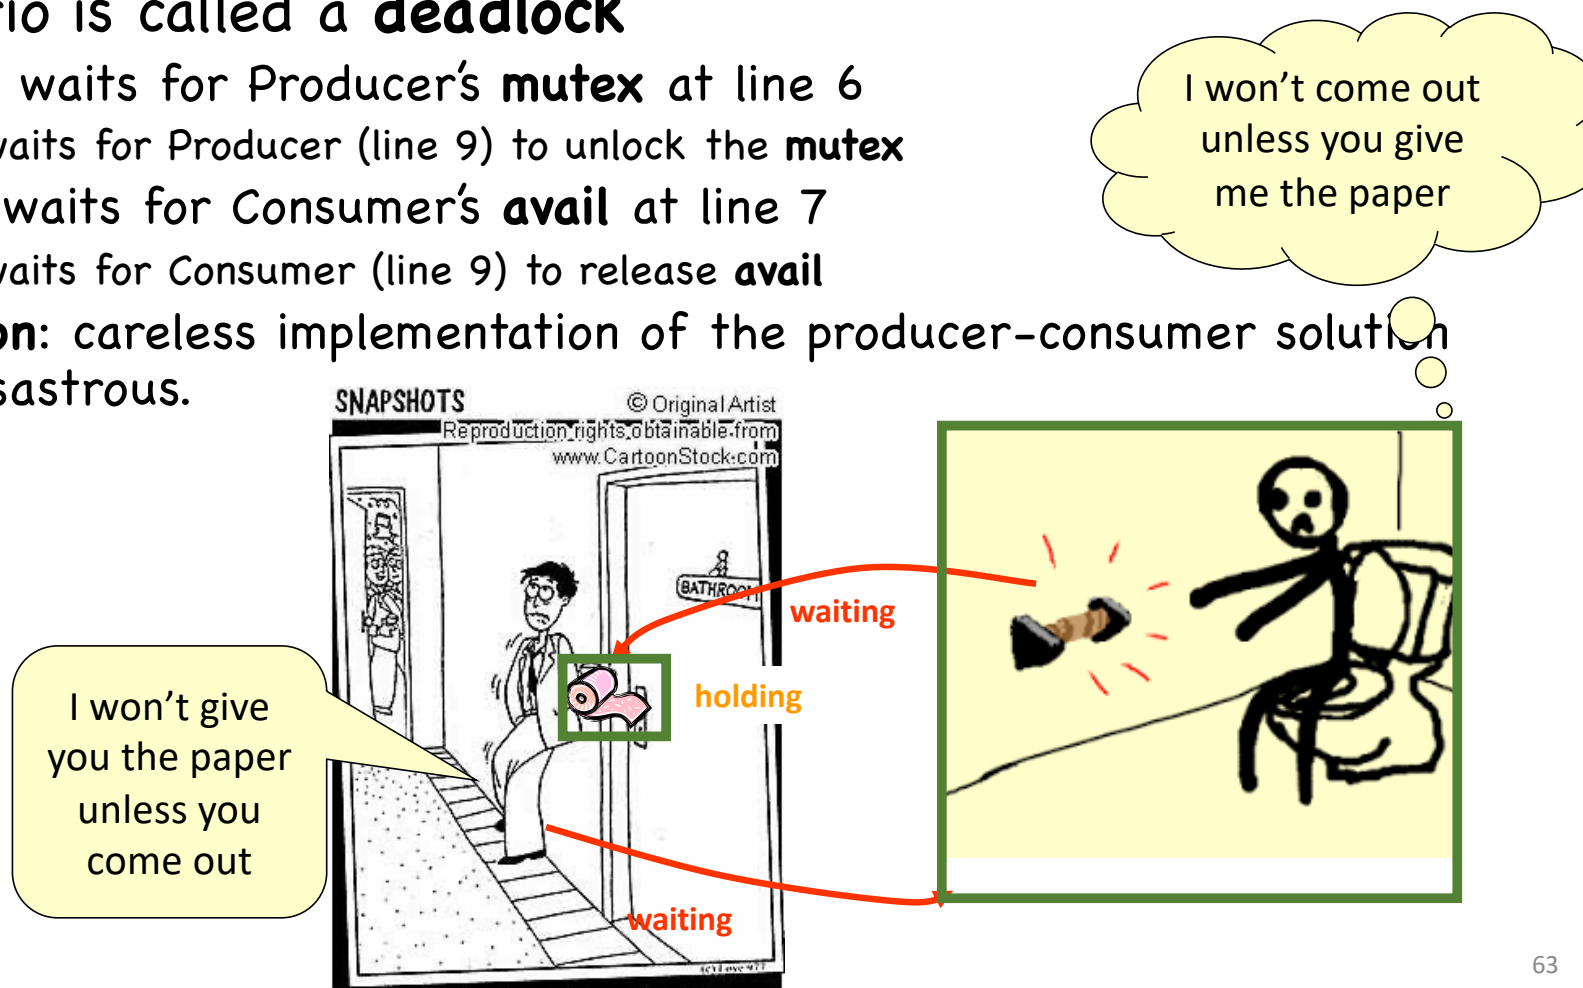 rio is called a deadlock
waits for Producer's mutex at line 6
waits for Producer (line 9) to unlock the mutex
waits for Consumer's avail at line 7
waits for Consumer (line 9) to release avail
on: careless implementation of the producer-consumer solution
sastrous.
I won't come out
unless you give
me the paper
SNAPSHOTS
© Original Artist
Reproduction rights obtainable from
www.CartoonStock.com
BATHROOM
waiting
holding
I won't give
you the paper
unless you
come out
waiting
63